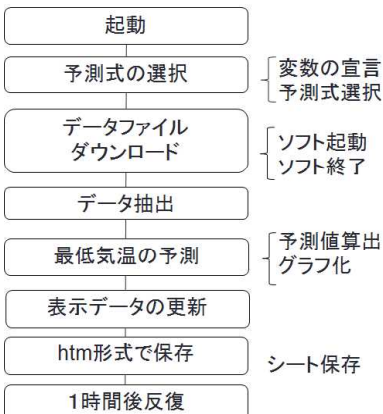 起動
予測式の選択
変数の宣言
予測式選択
データファイル
ダウンロード
ソフト起動
ソフト終了
データ抽出
最低気温の予測
予測値算出
グラフ化
表示データの更新
htm形式で保存
シート保存
1時間後反復